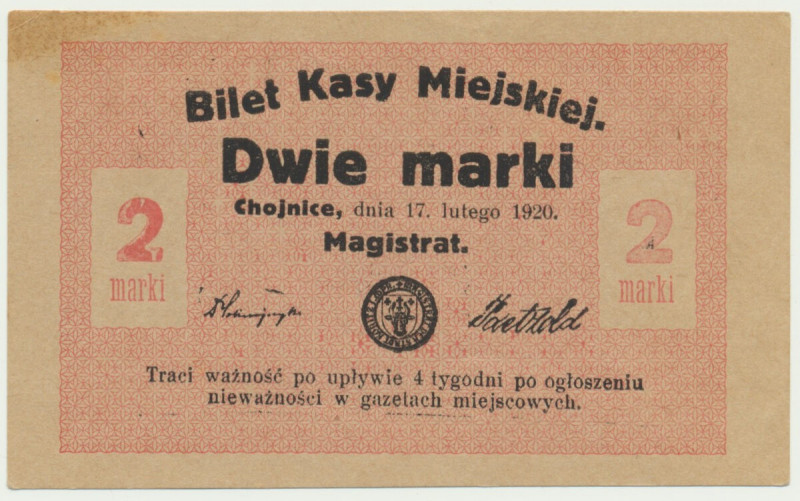 Bilet Kasy Miejskiej.
Dwie marki
Chojnice, dnia 17. lutego 1920.
Magistrat.
2
marki
2
marki
Traci ważność po upływie 4 tygodni po ogłoszeniu
nieważności w gazetach miejscowych.